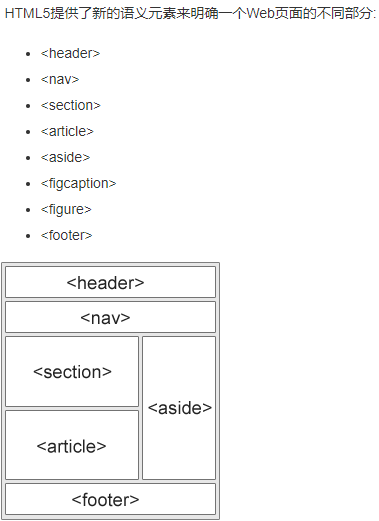 HTML5提供了新的语义元素来明确一个Web页面的不同部分:
<header>
<nav>
<section>
<article>
<aside>
<figcaption>
<figure>
<footer>
<header>
<nav>
<section>
<aside>
<article>
<footer>